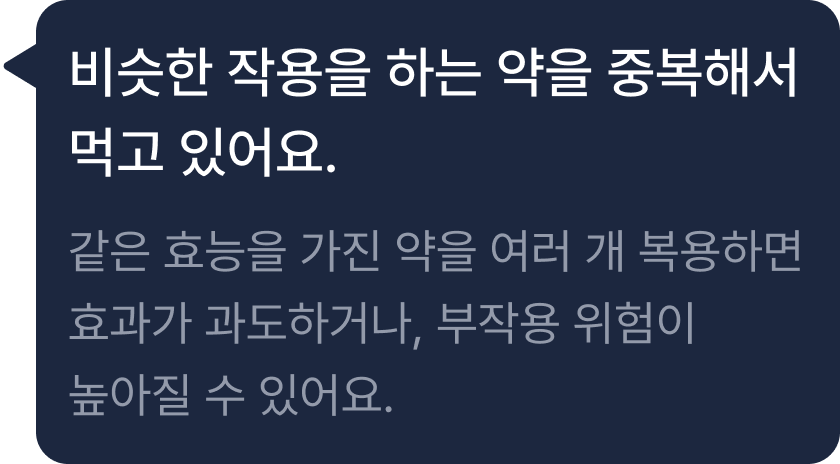 비슷한 작용을 하는 약을 중복해서
먹고 있어요.
같은 효능을 가진 약을 여러 개 복용하면
효과가 과도하거나, 부작용 위험이
높아질 수 있어요.